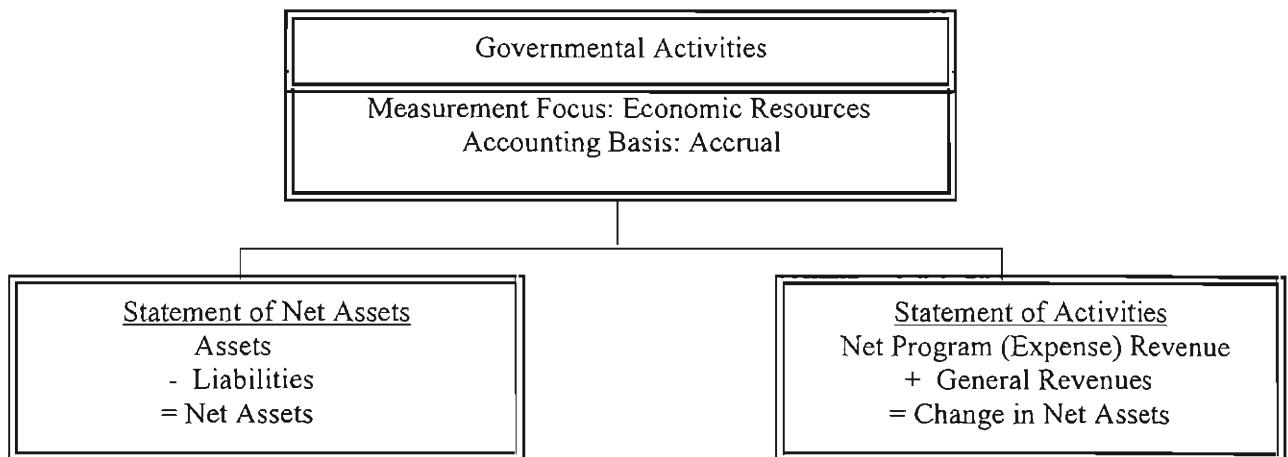 Governmental Activities
Measurement Focus: Economic Resources
Accounting Basis: Accrual
Statement of Net Assets
Assets
- Liabilities
= Net Assets
Statement of Activities
Net Program (Expense) Revenue
+ General Revenues
= Change in Net Assets